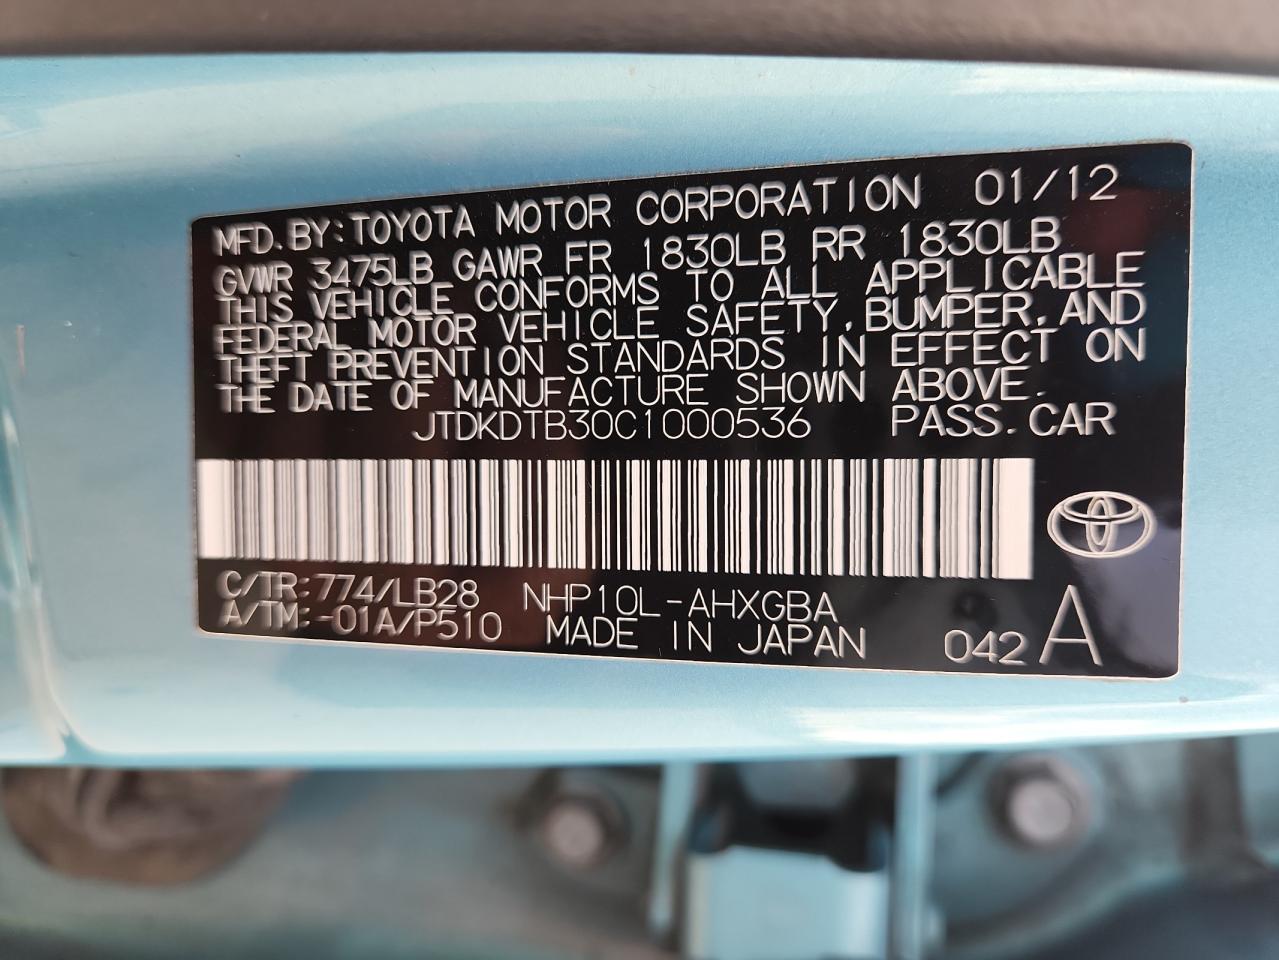 MFD. BY: TOYOTA MOTOR CORPORATION 01/12
GVWR 3475LB GAWR FR 1830LB RR 1830LB
THIS VEHICLE CONFORMS TO ALL APPLICABLE
FEDERAL MOTOR VEHICLE SAFETY, BUMPER, AND
THEFT PREVENTION STANDARDS IN EFFECT ON
THE DATE OF MANUFACTURE SHOWN ABOVE.
JTDKDTB30C1000536 PASS. CAR
C/TR: 774/LB28 NHP10L-AHXGBA
A/TM: -01A/P510 MADE IN JAPAN 042 A